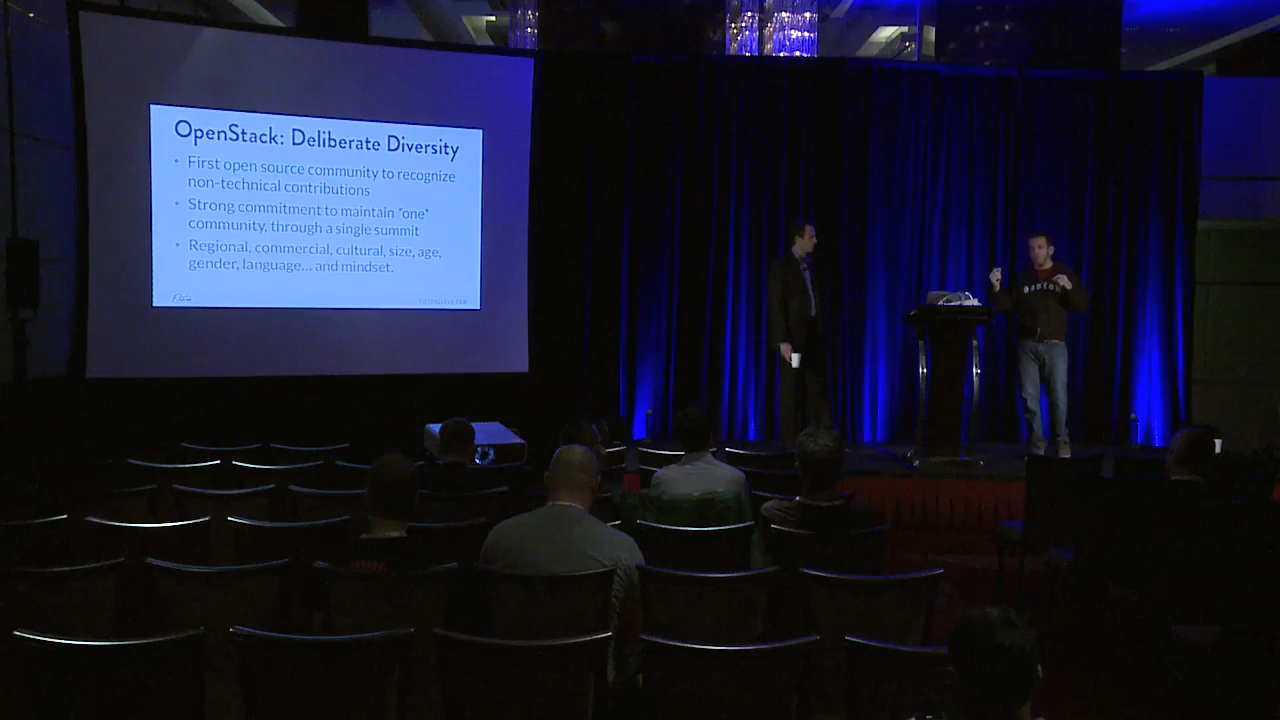 OpenStack: Deliberate Diversity
• First open source community to recognize
non-technical contributions
• Strong commitment to maintain *one*
community, through a single summit
• Regional, commercial, cultural, size, age,
gender, language... and mindset.